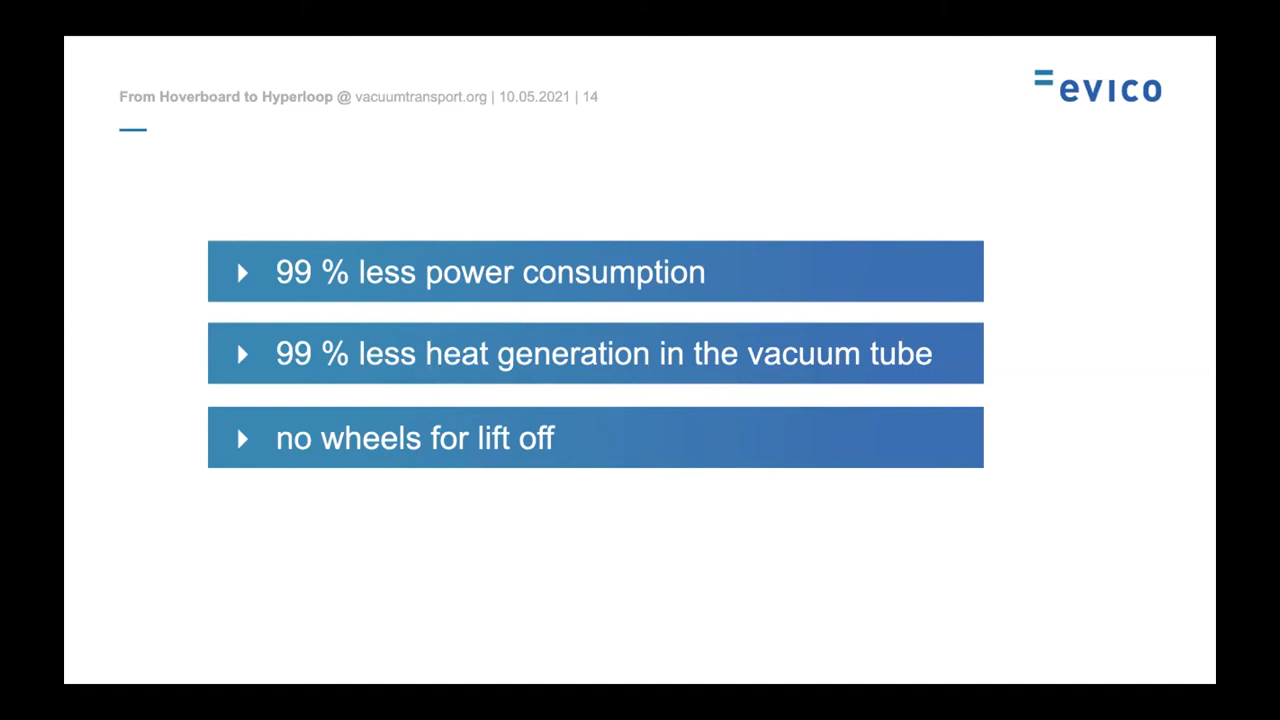 From Hoverboard to Hyperloop @ vacuumtransport.org | 10.05.2021 | 14
evico
99 % less power consumption
99 % less heat generation in the vacuum tube
no wheels for lift off